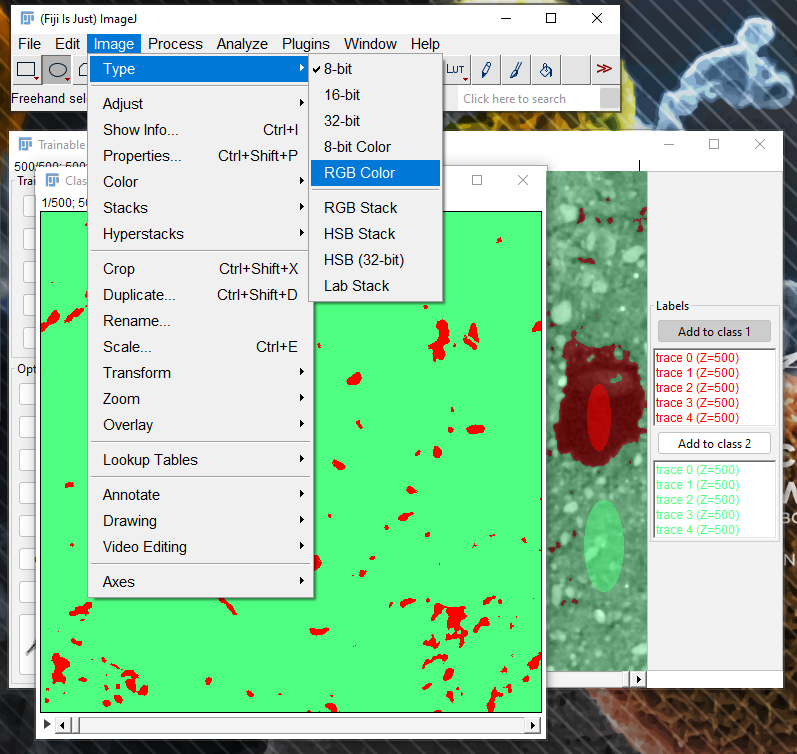 (Fiji Is Just) ImageJ
File Edit Image Process Analyze Plugins Window Help
LUT
Freehand sel
Click here to search
Type
Adjust
Show Info... Ctrl+I
Properties... Ctrl+Shift+P
Color
Stacks
Hyperstacks
Crop Ctrl+Shift+X
Duplicate... Ctrl+Shift+D
Rename...
Scale... Ctrl+E
Transform
Zoom
Overlay
Lookup Tables
Annotate
Drawing
Video Editing
Axes
8-bit
16-bit
32-bit
8-bit Color
RGB Color
RGB Stack
HSB Stack
HSB (32-bit)
Lab Stack
Trainable
500/500; 500
Trai
Opt
Clas
1/500; 50
Labels
Add to class 1
trace 0 (Z=500)
trace 1 (Z=500)
trace 2 (Z=500)
trace 3 (Z=500)
trace 4 (Z=500)
Add to class 2
trace 0 (Z=500)
trace 1 (Z=500)
trace 2 (Z=500)
trace 3 (Z=500)
trace 4 (Z=500)